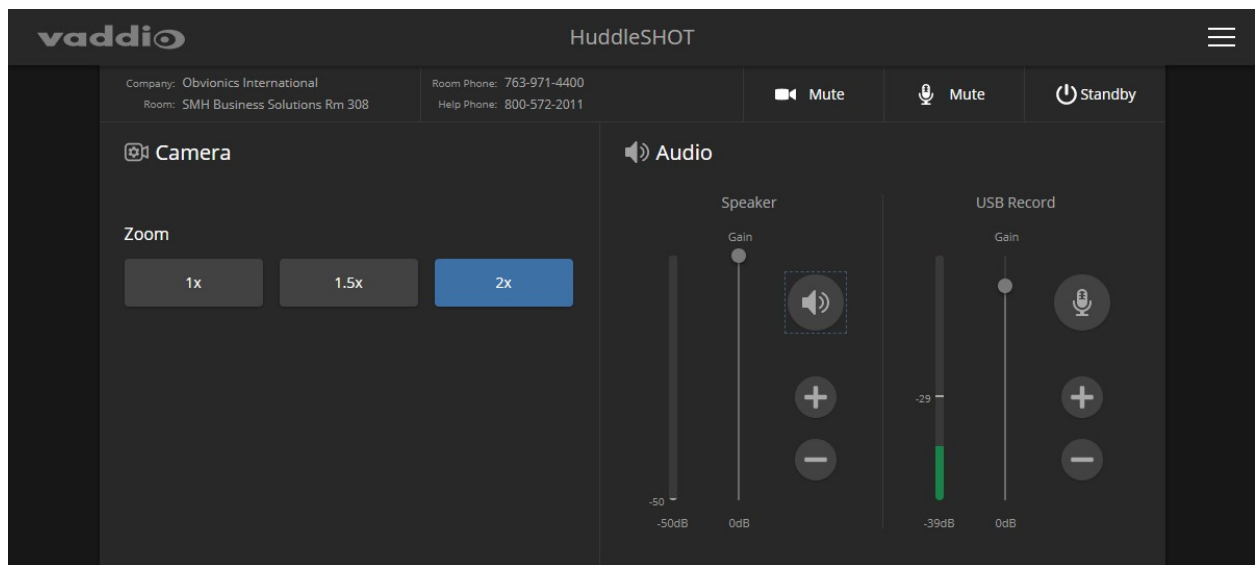 vaddio
HuddleSHOT
Company: Obvionics International
Room: SMH Business Solutions Rm 308
Room Phone: 763-971-4400
Help Phone: 800-572-2011
Mute
Mute
Standby
Camera
Zoom
1x 1.5x 2x
Audio
Speaker
Gain
-50
-50dB 0dB
USB Record
Gain
-29
-39dB 0dB